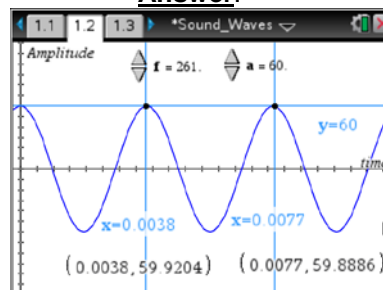 Answer:
1.1 1.2 1.3 *Sound_Waves
Amplitude
f = 261. a = 60.
y=60
time
x=0.0038 x=0.0077
(0.0038,59.9204) (0.0077,59.8886)